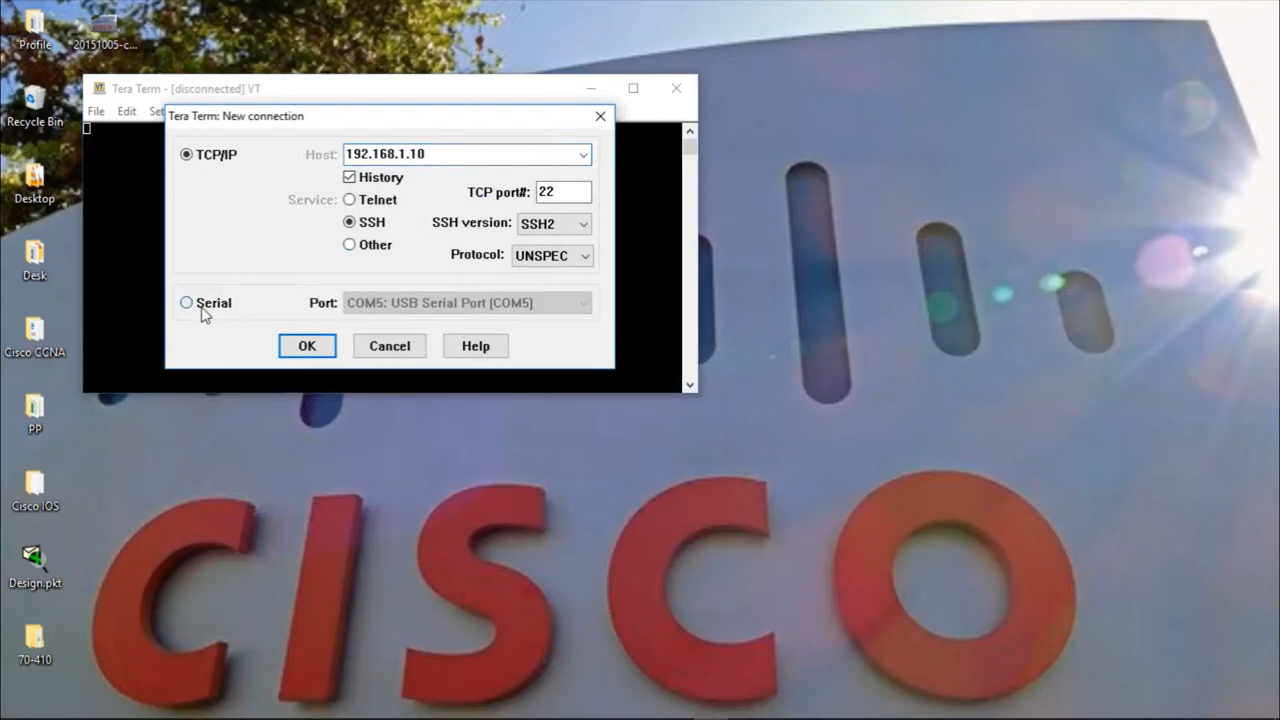 Profile
20151005-c...
Recycle Bin
Desktop
Desk
Cisco CCNA
PP
Cisco IOS
Design.pkt
70-410
VT Tera Term - [disconnected] VT
File Edit Set
Tera Term: New connection
TCP/IP
Host: 192.168.1.10
History
Service: Telnet
TCP port#: 22
SSH
SSH version: SSH2
Other
Protocol: UNSPEC
Serial
Port: COM5: USB Serial Port (COM5)
OK Cancel Help
CISCO